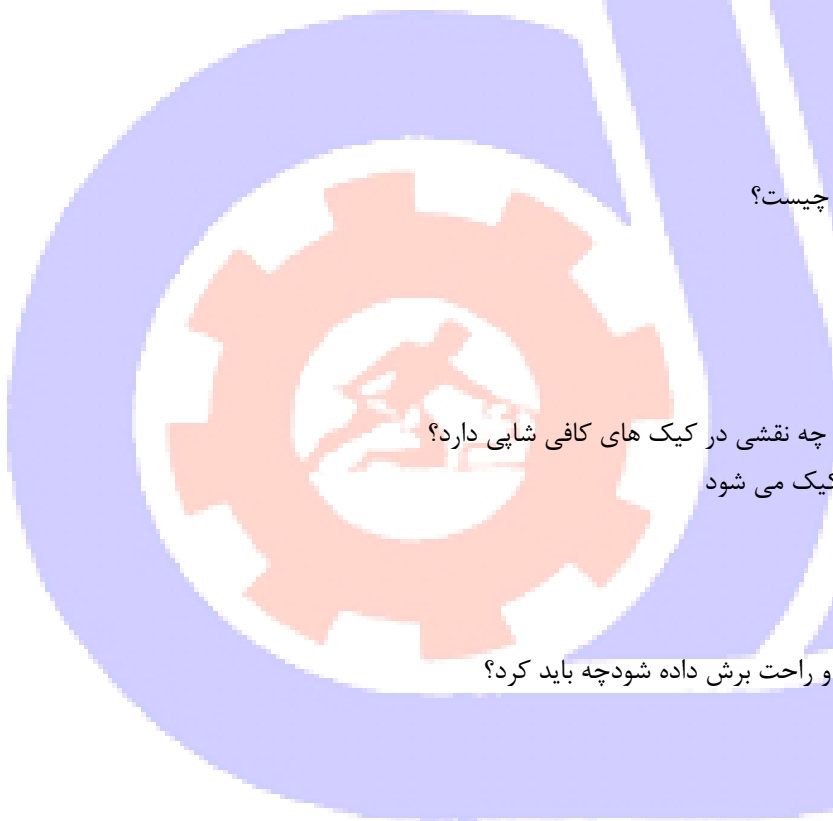 چیست؟
چه نقشی در کیک های کافی شاپی دارد؟
کیک می شود
و راحت برش داده شودچه باید کرد؟